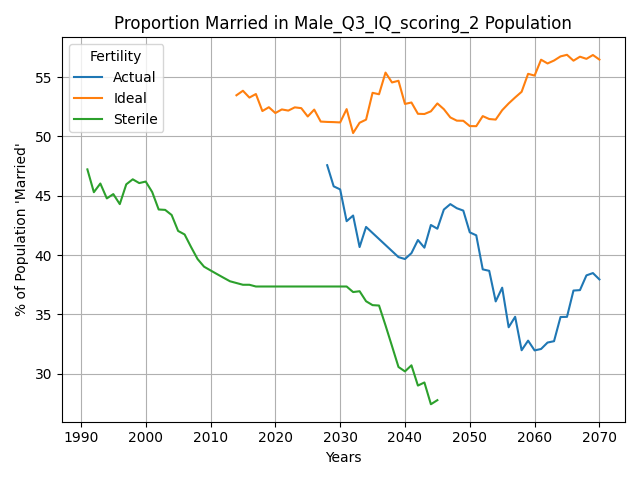 Proportion Married in Male_Q3_IQ_scoring_2 Population
Fertility
Actual
Ideal
Sterile
% of Population 'Married'
55
50
45
40
35
30
1990
2000
2010
2020
2030
2040
2050
2060
2070
Years